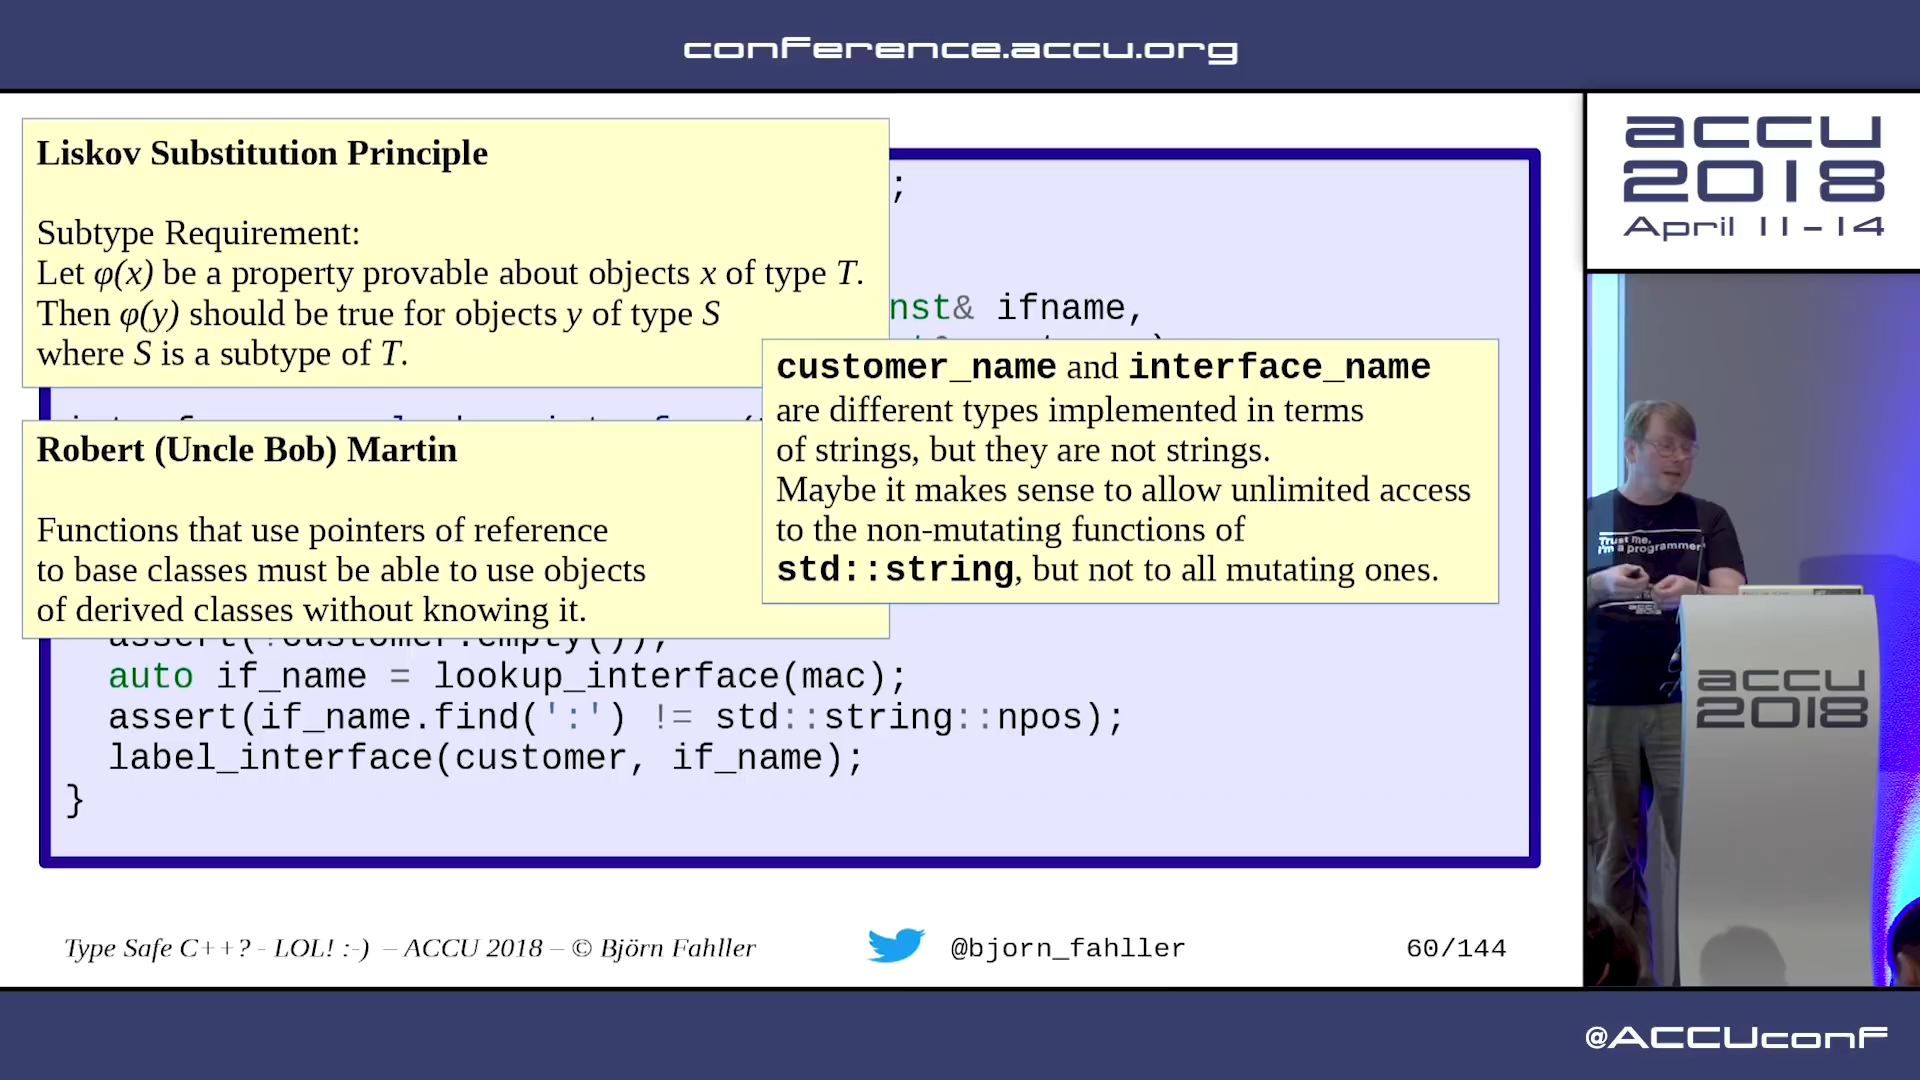 conference.accu.org
accu
2018
April 11-14
Liskov Substitution Principle
Subtype Requirement:
Let φ(x) be a property provable about objects x of type T.
Then φ(y) should be true for objects y of type S
where S is a subtype of T.
;
nst& ifname,
customer_name and interface_name
are different types implemented in terms
of strings, but they are not strings.
Maybe it makes sense to allow unlimited access
to the non-mutating functions of
std::string, but not to all mutating ones.
Robert (Uncle Bob) Martin
Functions that use pointers of reference
to base classes must be able to use objects
of derived classes without knowing it.
assert(!customer.empty());
auto if_name = lookup_interface(mac);
assert(if_name.find(':') != std::string::npos);
label_interface(customer, if_name);
}
Trust me,
I'm a programmer
accu
2018
Type Safe C++? - LOL! :-) – ACCU 2018 – © Björn Fahller
@bjorn_fahller
60/144
@ACCUconf